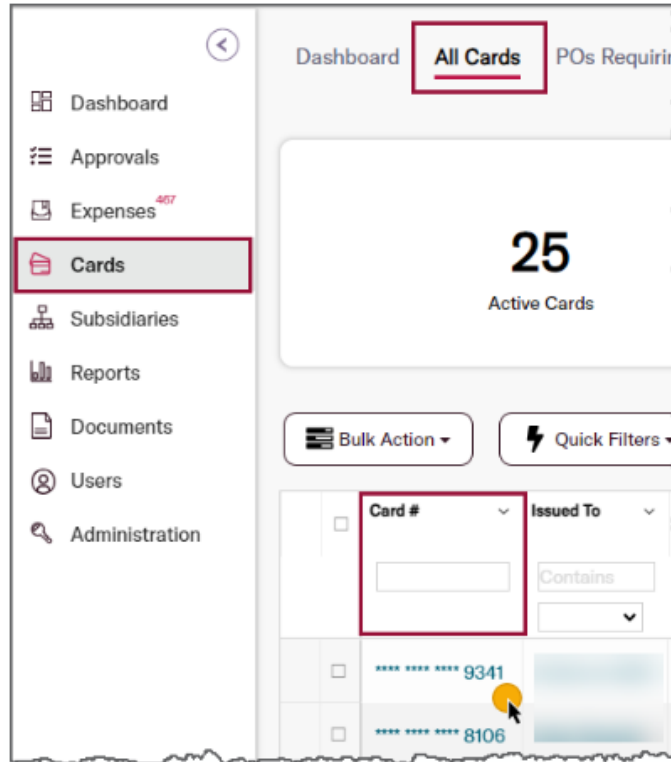 Dashboard All Cards POs Requirin
Dashboard
Approvals
Expenses 467
Cards
Subsidiaries
Reports
Documents
Users
Administration
25
Active Cards
Bulk Action Quick Filters
Card # Issued To
Contains
**** **** **** 9341
**** **** **** 8106